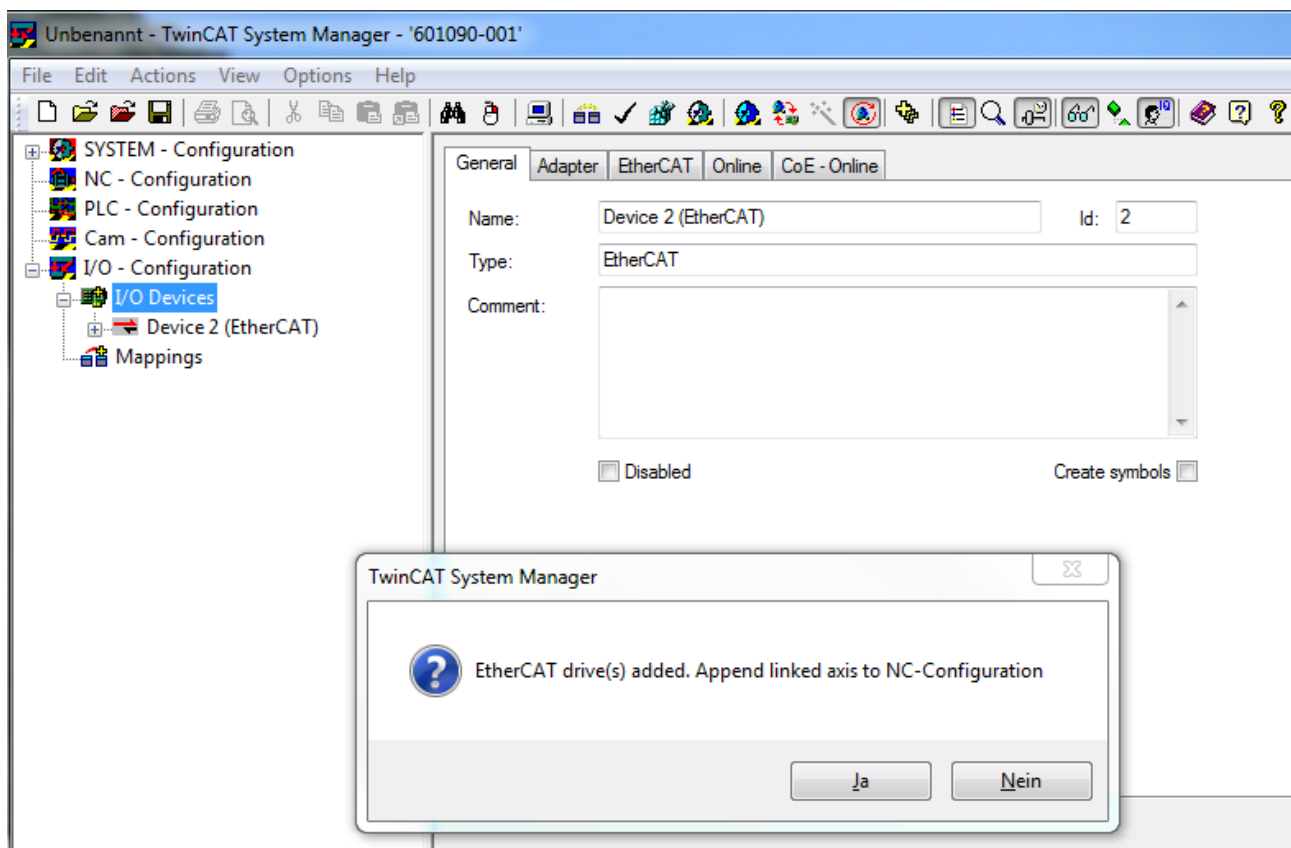 Unbenannt - TwinCAT System Manager - '601090-001'
File Edit Actions View Options Help
SYSTEM - Configuration
NC - Configuration
PLC - Configuration
Cam - Configuration
I/O - Configuration
I/O Devices
Device 2 (EtherCAT)
Mappings
General Adapter EtherCAT Online CoE - Online
Name: Device 2 (EtherCAT) Id: 2
Type: EtherCAT
Comment:
Disabled Create symbols
TwinCAT System Manager
EtherCAT drive(s) added. Append linked axis to NC-Configuration
Ja Nein